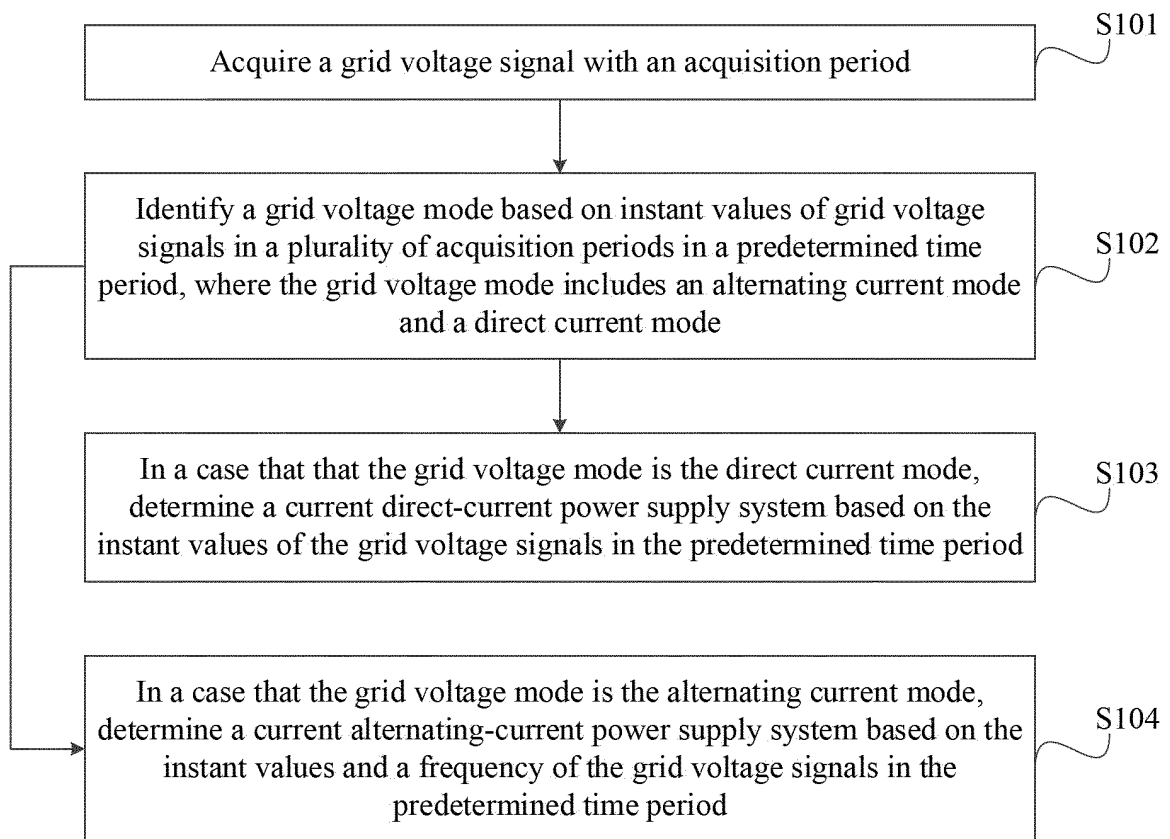 S101
Acquire a grid voltage signal with an acquisition period
Identify a grid voltage mode based on instant values of grid voltage
signals in a plurality of acquisition periods in a predetermined time
period, where the grid voltage mode includes an alternating current mode
and a direct current mode
S102
In a case that that the grid voltage mode is the direct current mode,
determine a current direct-current power supply system based on the
instant values of the grid voltage signals in the predetermined time period
S103
In a case that the grid voltage mode is the alternating current mode,
determine a current alternating-current power supply system based on the
instant values and a frequency of the grid voltage signals in the
predetermined time period
S104